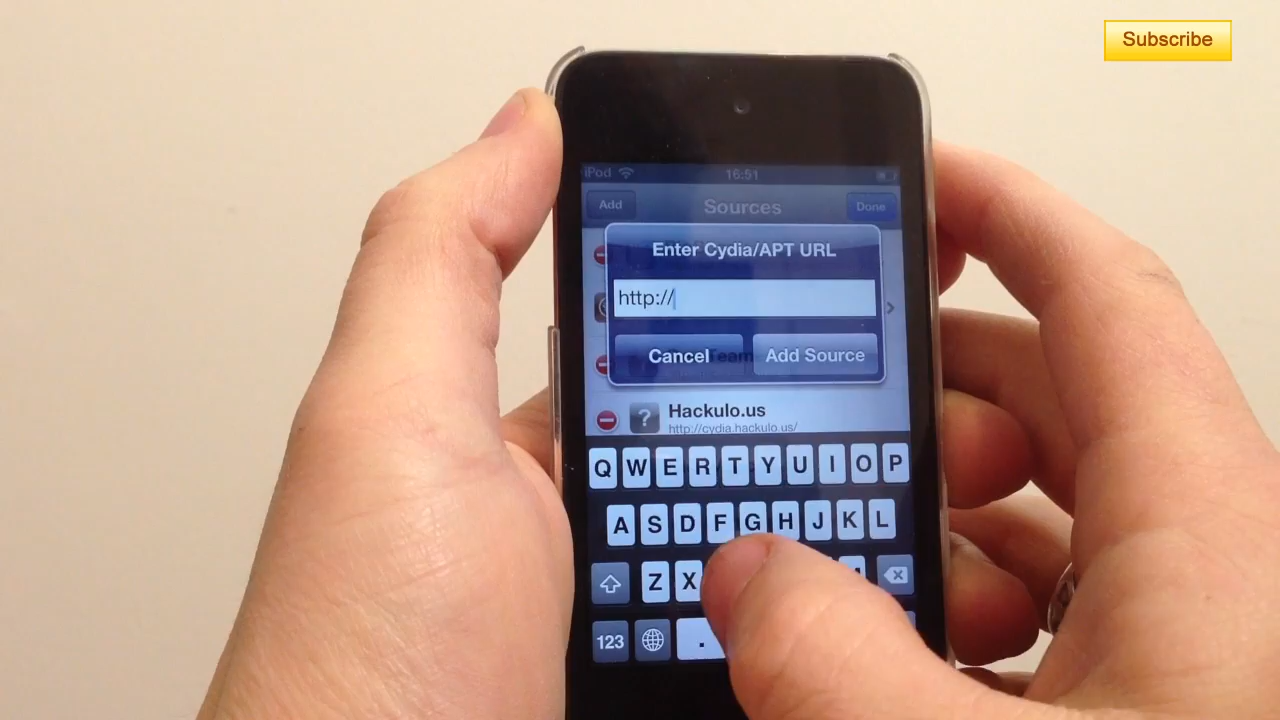 Subscribe
iPod 16:51
Add Sources Done
Enter Cydia/APT URL
http://
Cancel Add Source
Team
Hackulo.us
http://cydia.hackulo.us/
Q W E R T Y U I O P
A S D F G H J K L
Z X
123 .